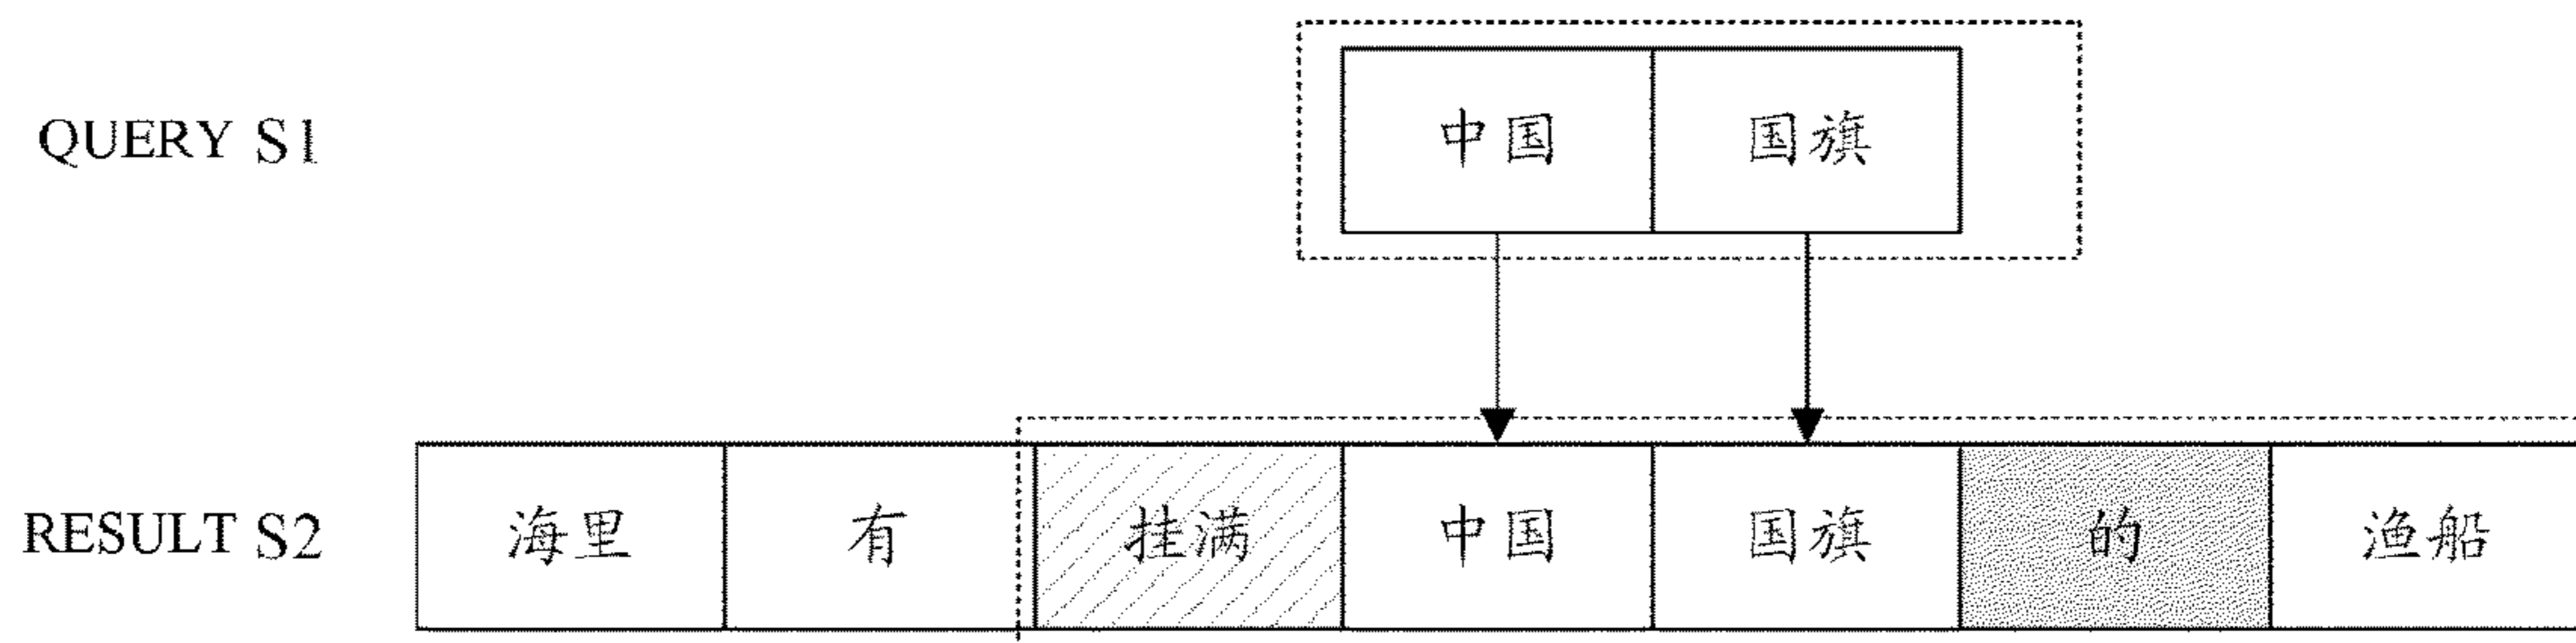 QUERY S1 中国 国旗
RESULT S2 海里 有 挂满 中国 国旗 的 渔船